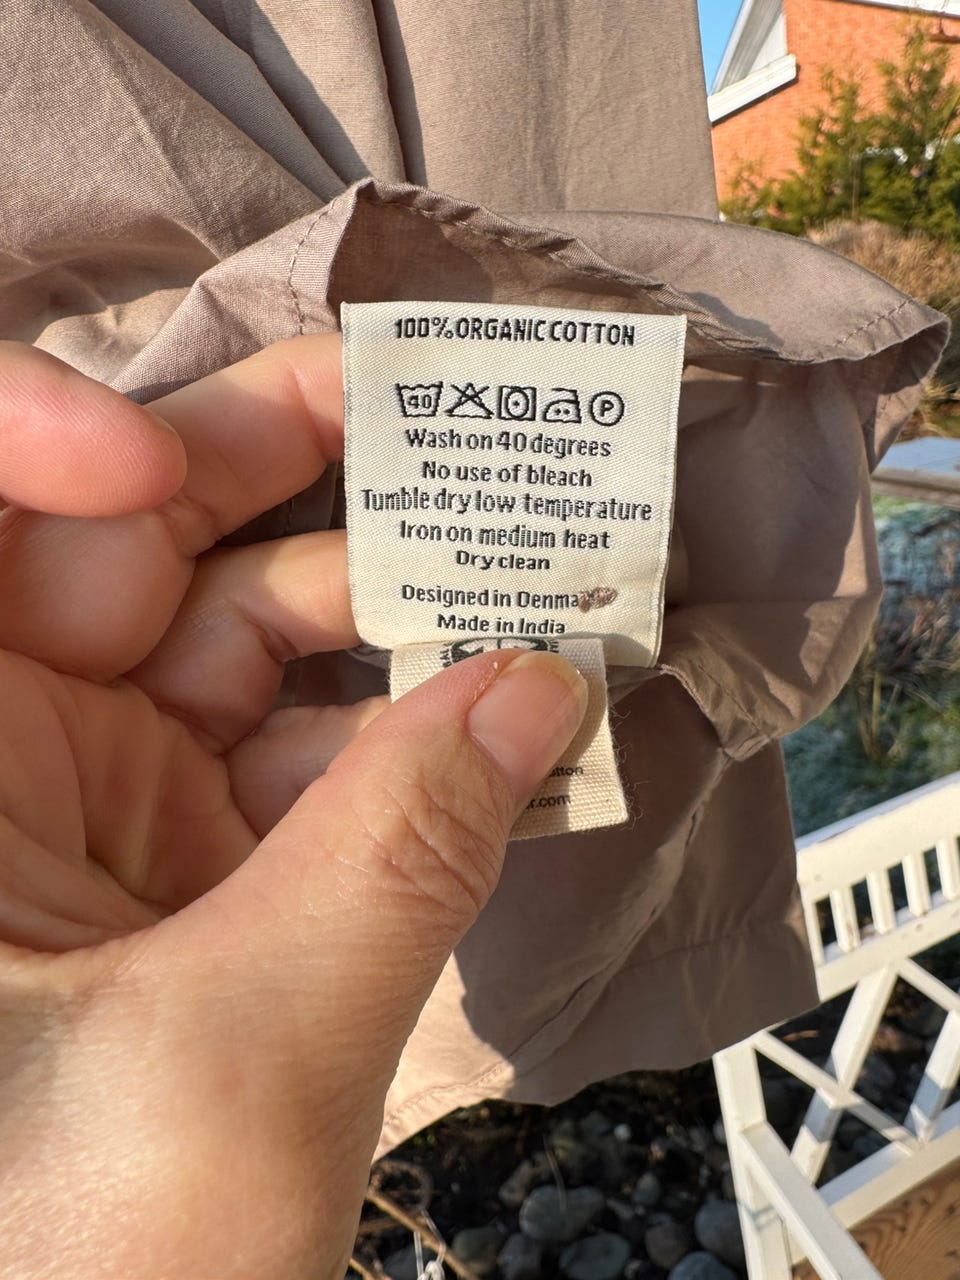 100% ORGANIC COTTON
40 P
Wash on 40 degrees
No use of bleach
Tumble dry low temperature
Iron on medium heat
Dry clean
Designed in
Made in India